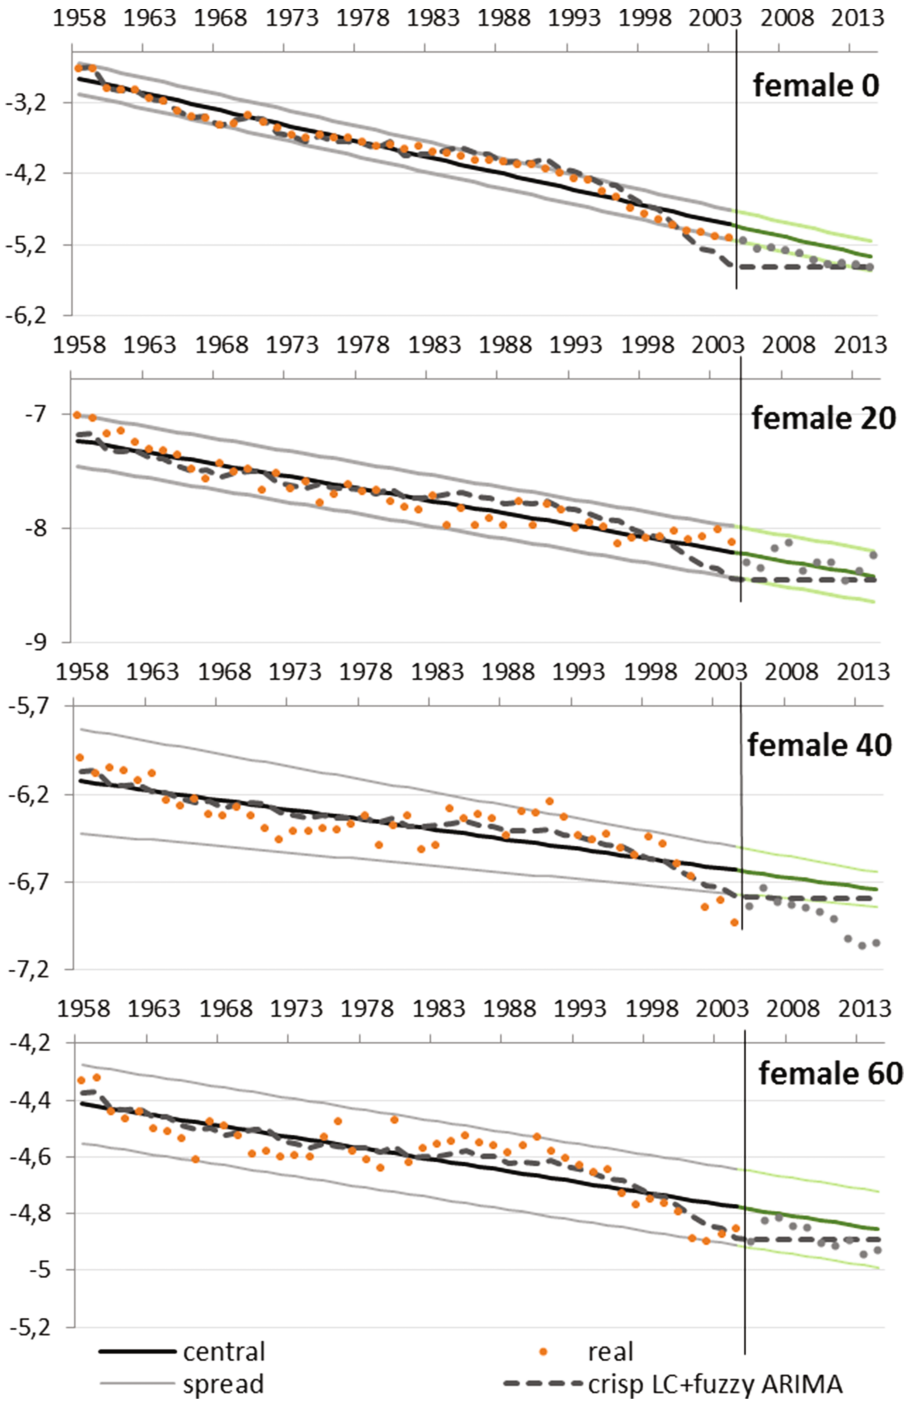 1958 1963 1968 1973 1978 1983 1988 1993 1998 2003 2008 2013
female 0
-3,2
-4,2
-5,2
-6,2
1958 1963 1968 1973 1978 1983 1988 1993 1998 2003 2008 2013
-7
female 20
-8
-9
1958 1963 1968 1973 1978 1983 1988 1993 1998 2003 2008 2013
-5,7
female 40
-6,2
-6,7
-7,2
1958 1963 1968 1973 1978 1983 1988 1993 1998 2003 2008 2013
-4,2
female 60
-4,4
-4,6
-4,8
-5
-5,2
central real
spread crisp LC+fuzzy ARIMA